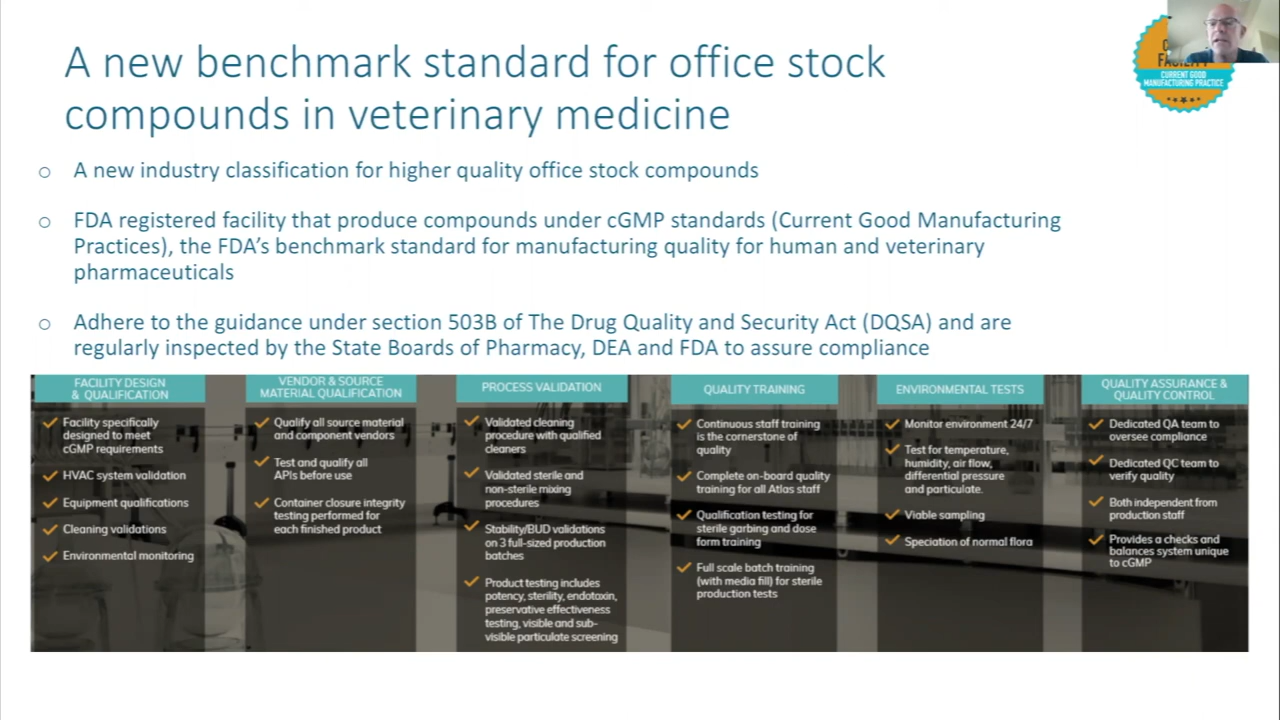 A new benchmark standard for office stock
compounds in veterinary medicine
CURRENT GOOD
MANUFACTURING PRACTICE
○ A new industry classification for higher quality office stock compounds
○ FDA registered facility that produce compounds under cGMP standards (Current Good Manufacturing
Practices), the FDA's benchmark standard for manufacturing quality for human and veterinary
pharmaceuticals
○ Adhere to the guidance under section 503B of The Drug Quality and Security Act (DQSA) and are
regularly inspected by the State Boards of Pharmacy, DEA and FDA to assure compliance
FACILITY DESIGN
& QUALIFICATION
Facility specifically
designed to meet
cGMP requirements
HVAC system validation
Equipment qualifications
Cleaning validations
Environmental monitoring
VENDOR & SOURCE
MATERIAL QUALIFICATION
Qualify all source material
and component vendors
Test and qualify all
APIs before use
Container closure integrity
testing performed for
each finished product
PROCESS VALIDATION
Validated cleaning
procedure with qualified
cleaners
Validated sterile and
non-sterile mixing
procedures
Stability/BUD validations
on 3 full-sized production
batches
Product testing includes
potency, sterility, endotoxin,
preservative effectiveness
testing, visible and sub-
visible particulate screening
QUALITY TRAINING
Continuous staff training
is the cornerstone of
quality
Complete on-board quality
training for all Atlas staff
Qualification testing for
sterile garbing and dose
form training
Full scale batch training
(with media fill) for sterile
production tests
ENVIRONMENTAL TESTS
Monitor environment 24/7
Test for temperature,
humidity, air flow,
differential pressure
and particulate.
Viable sampling
Speciation of normal flora
QUALITY ASSURANCE &
QUALITY CONTROL
Dedicated QA team to
oversee compliance
Dedicated QC team to
verify quality
Both independent from
production staff
Provides a checks and
balances system unique
to cGMP